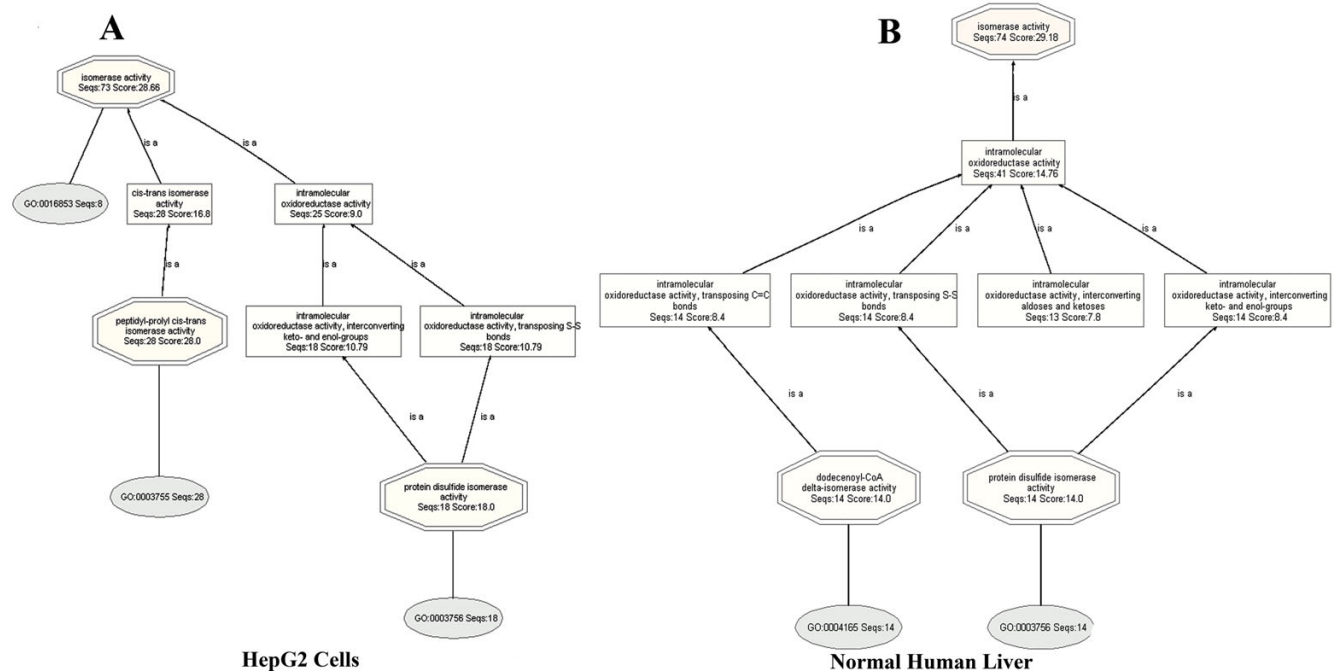 A
isomerase activity
Seqs:73 Score:28.66
is a
is a
GO:0016853 Seqs:8
cis-trans isomerase
activity
Seqs:28 Score:16.8
intramolecular
oxidoreductase activity
Seqs:25 Score:9.0
is a
is a
is a
peptidyl-prolyl cis-trans
isomerase activity
Seqs:28 Score:28.0
intramolecular
oxidoreductase activity, interconverting
keto- and enol-groups
Seqs:18 Score:10.79
intramolecular
oxidoreductase activity, transposing S-S
bonds
Seqs:18 Score:10.79
is a
is a
GO:0003755 Seqs:28
protein disulfide isomerase
activity
Seqs:18 Score:18.0
GO:0003756 Seqs:18
HepG2 Cells
B
isomerase activity
Seqs:74 Score:29.18
is a
intramolecular
oxidoreductase activity
Seqs:41 Score:14.76
is a
is a
is a
is a
intramolecular
oxidoreductase activity, transposing C=C
bonds
Seqs:14 Score:8.4
intramolecular
oxidoreductase activity, transposing S-S
bonds
Seqs:14 Score:8.4
intramolecular
oxidoreductase activity, interconverting
aldoses and ketoses
Seqs:13 Score:7.8
intramolecular
oxidoreductase activity, interconverting
keto- and enol-groups
Seqs:14 Score:8.4
is a
is a
is a
dodecenoyl-CoA
delta-isomerase activity
Seqs:14 Score:14.0
protein disulfide isomerase
activity
Seqs:14 Score:14.0
GO:0004165 Seqs:14
GO:0003756 Seqs:14
Normal Human Liver